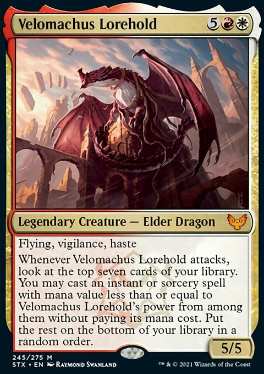 Velomachus Lorehold 5
Legendary Creature — Elder Dragon
Flying, vigilance, haste
Whenever Velomachus Lorehold attacks,
look at the top seven cards of your library.
You may cast an instant or sorcery spell
with mana value less than or equal to
Velomachus Lorehold's power from among
them without paying its mana cost. Put
the rest on the bottom of your library in a
random order.
5/5
245/275 M
STX • EN RAYMOND SWANLAND
™ & © 2021 Wizards of the Coast